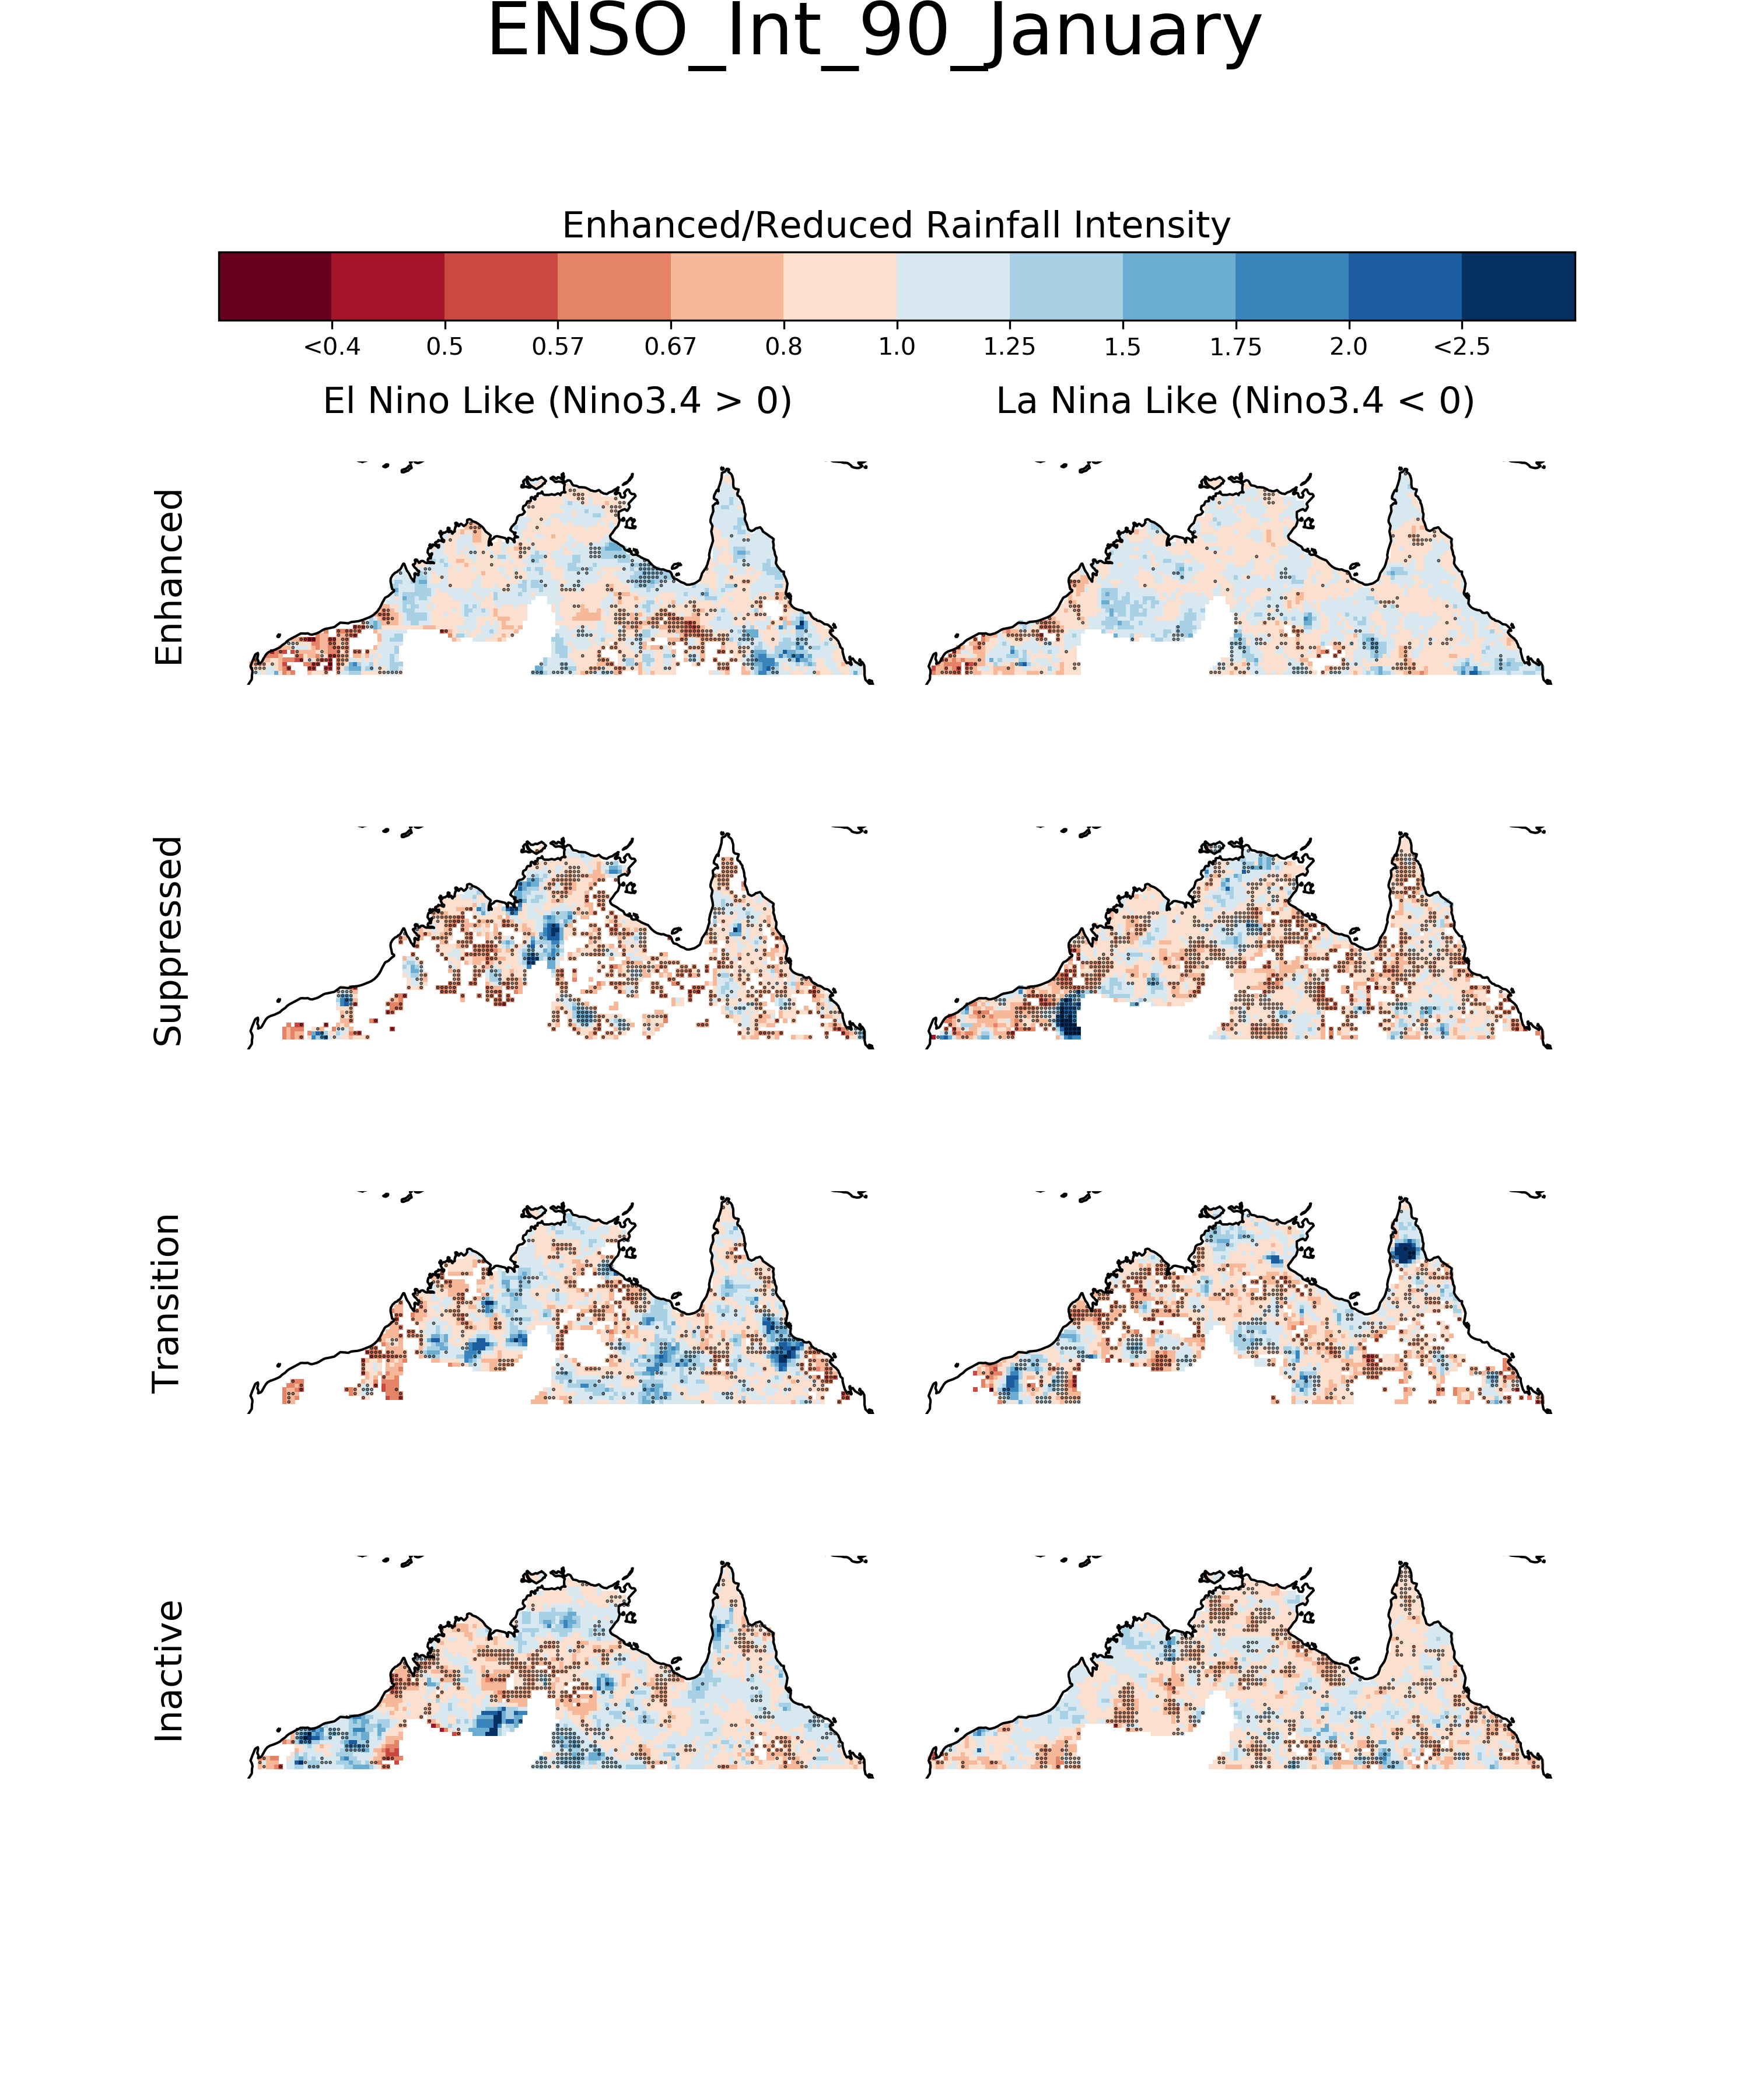 ENSO_Int_90_January
Enhanced/Reduced Rainfall Intensity
<0.4 0.5 0.57 0.67 0.8 1.0 1.25 1.5 1.75 2.0 <2.5
El Nino Like (Nino3.4 > 0) La Nina Like (Nino3.4 < 0)
Enhanced
Suppressed
Transition
Inactive